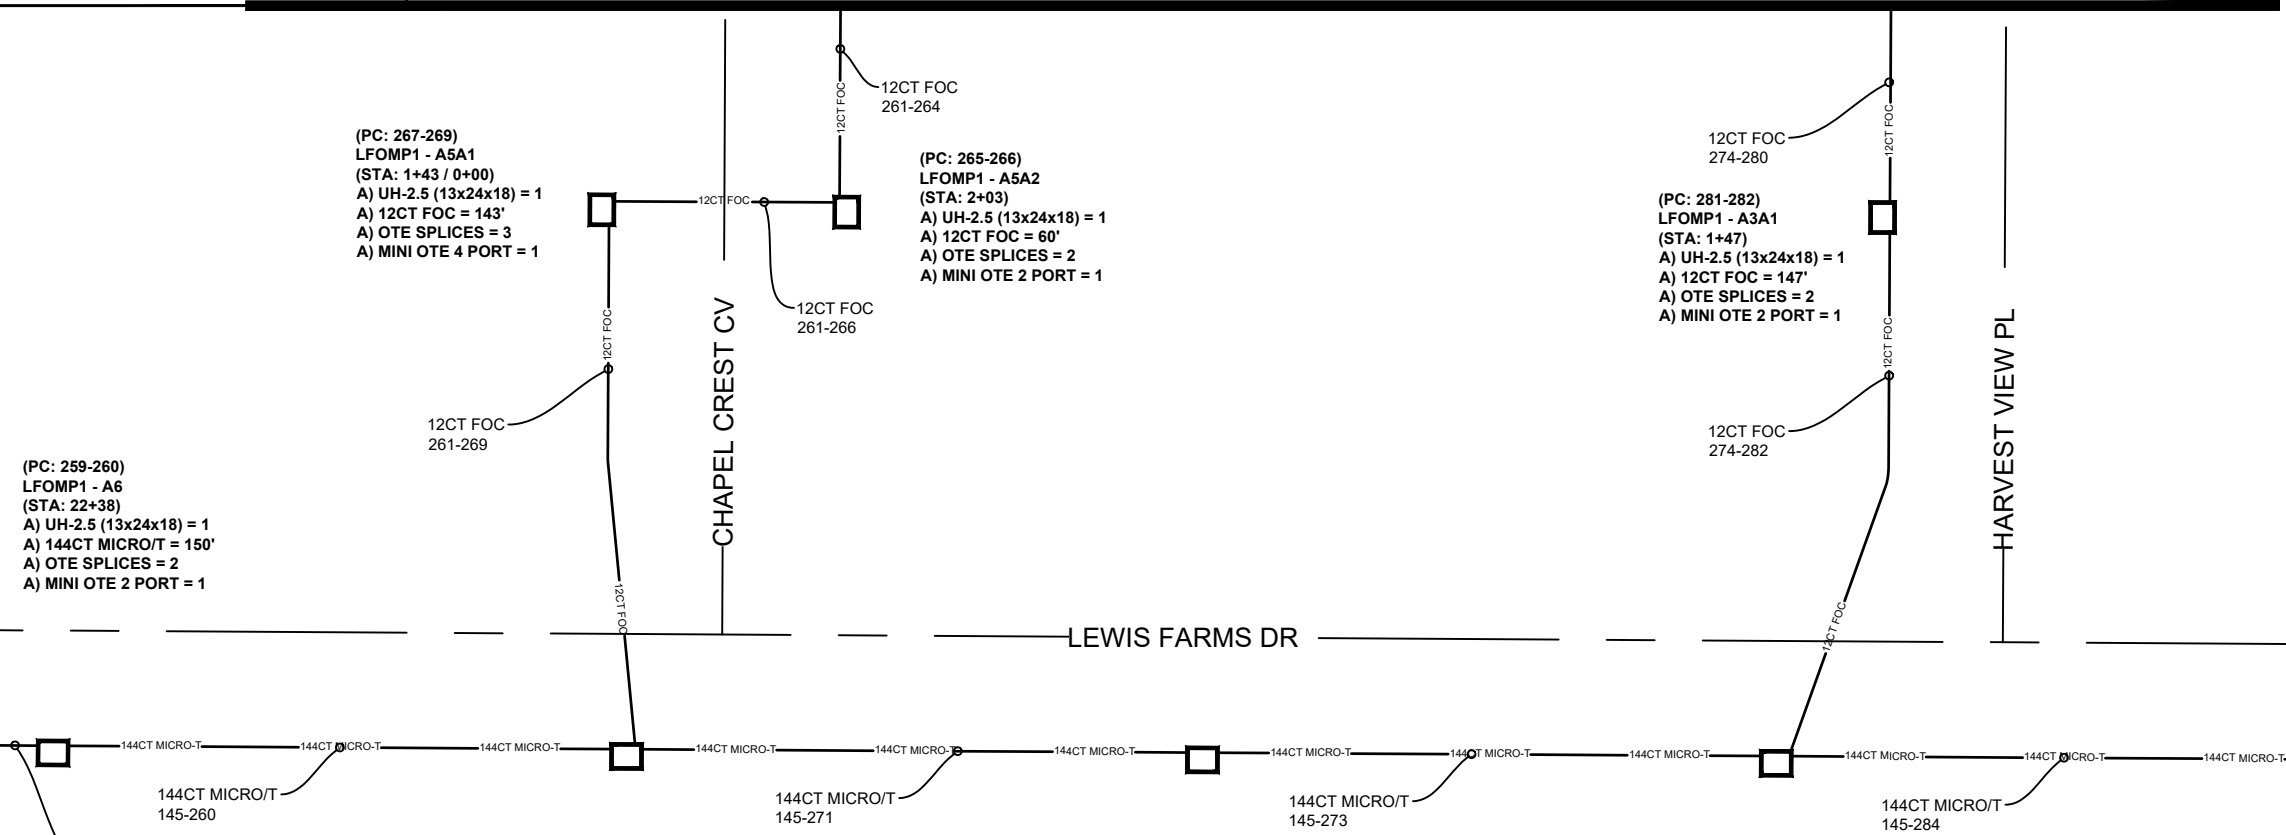 12CT FOC
261-264
12CT FOC
(PC: 267-269)
LFOMP1 - A5A1
(STA: 1+43 / 0+00)
A) UH-2.5 (13x24x18) = 1
A) 12CT FOC = 143'
A) OTE SPLICES = 3
A) MINI OTE 4 PORT = 1
12CT FOC
(PC: 265-266)
LFOMP1 - A5A2
(STA: 2+03)
A) UH-2.5 (13x24x18) = 1
A) 12CT FOC = 60'
A) OTE SPLICES = 2
A) MINI OTE 2 PORT = 1
12CT FOC
261-266
12CT FOC
274-280
12CT FOC
(PC: 281-282)
LFOMP1 - A3A1
(STA: 1+47)
A) UH-2.5 (13x24x18) = 1
A) 12CT FOC = 147'
A) OTE SPLICES = 2
A) MINI OTE 2 PORT = 1
12CT FOC
CHAPEL CREST CV
12CT FOC
HARVEST VIEW PL
12CT FOC
261-269
12CT FOC
274-282
(PC: 259-260)
LFOMP1 - A6
(STA: 22+38)
A) UH-2.5 (13x24x18) = 1
A) 144CT MICRO/T = 150'
A) OTE SPLICES = 2
A) MINI OTE 2 PORT = 1
12CT FOC
12CT FOC
LEWIS FARMS DR
144CT MICRO-T
144CT MICRO-T
144CT MICRO-T
144CT MICRO-T
144CT MICRO-T
144CT MICRO-T
144CT MICRO-T
144CT MICRO-T
144CT MICRO-T
144CT MICRO-T
144CT MICRO-T
144CT MICRO-T
144CT MICRO/T
145-260
144CT MICRO/T
145-271
144CT MICRO/T
145-273
144CT MICRO/T
145-284